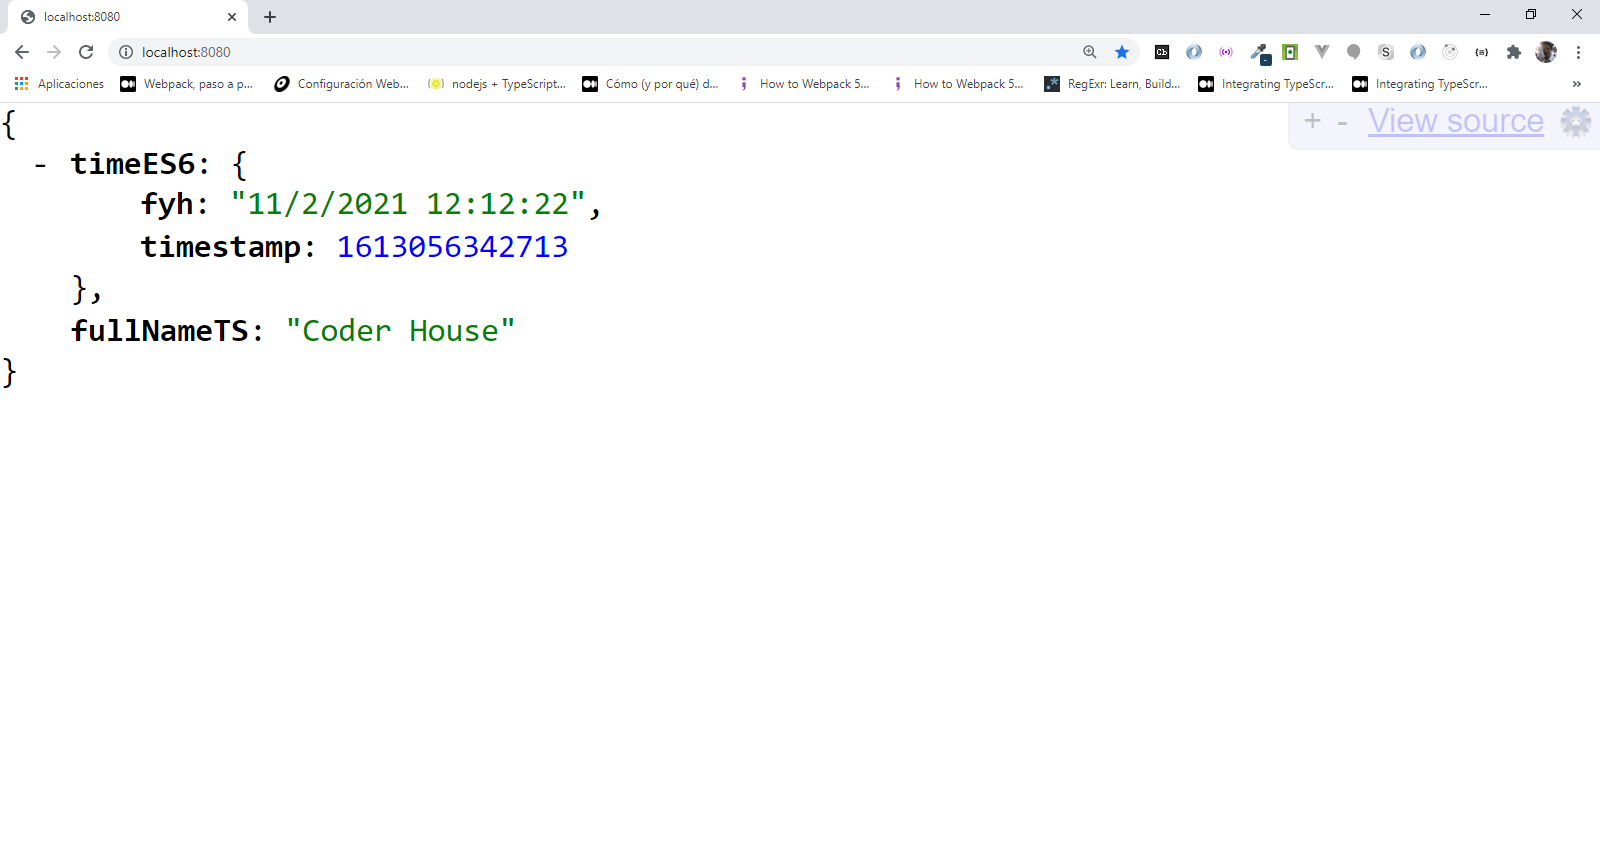 localhost:8080
localhost:8080
Cb
S
Aplicaciones Webpack, paso a p... Configuración Web... nodejs + TypeScript... Cómo (y por qué) d... How to Webpack 5... How to Webpack 5... RegExr: Learn, Build... Integrating TypeScr... Integrating TypeScr... »
+ - View source
{
- timeES6: {
fyh: "11/2/2021 12:12:22",
timestamp: 1613056342713
},
fullNameTS: "Coder House"
}